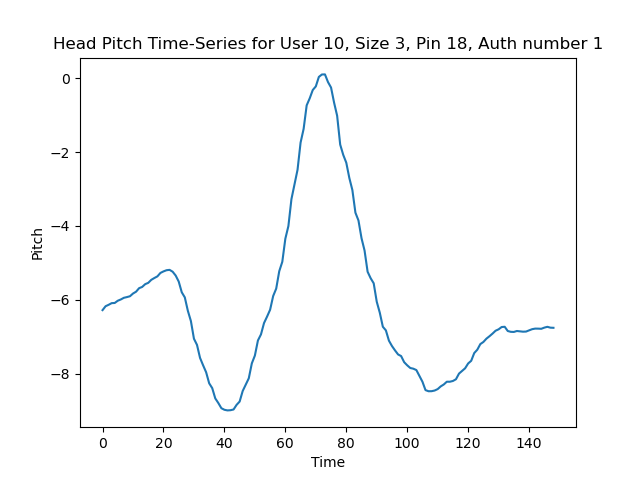 Head Pitch Time-Series for User 10, Size 3, Pin 18, Auth number 1
0
−2
−4
−6
−8
Pitch
0 20 40 60 80 100 120 140
Time